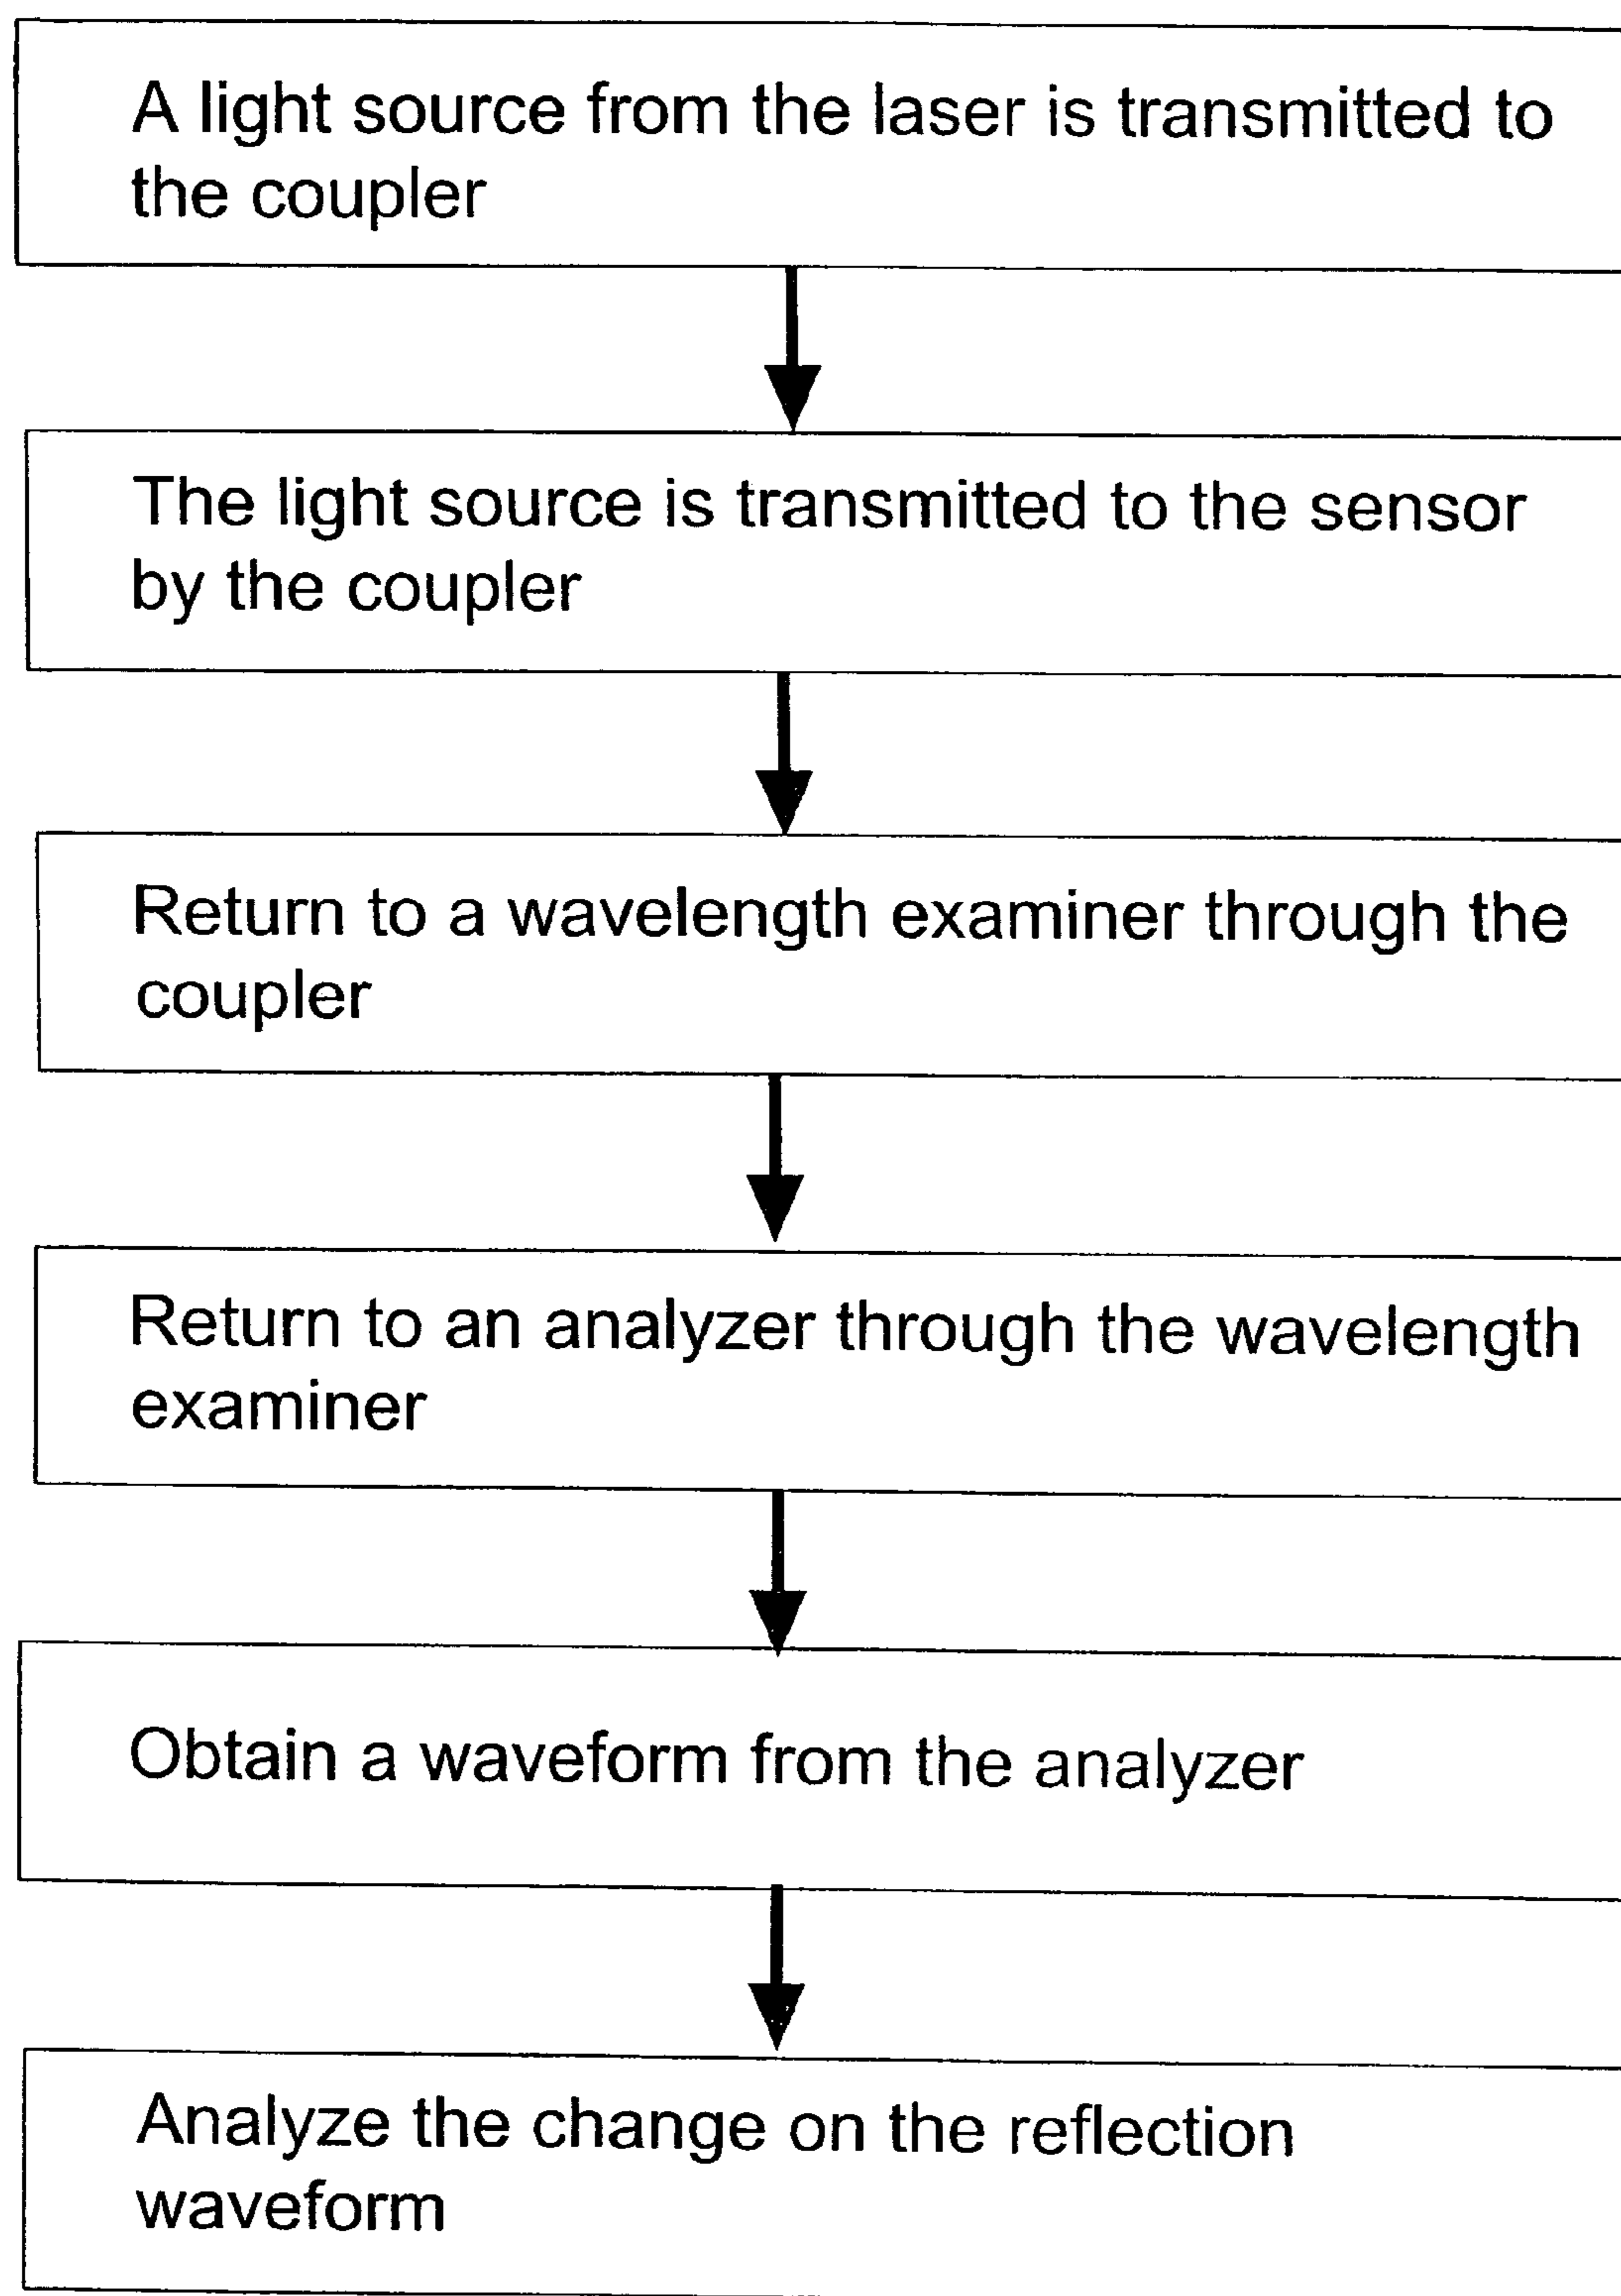 A light source from the laser is transmitted to
the coupler
The light source is transmitted to the sensor
by the coupler
Return to a wavelength examiner through the
coupler
Return to an analyzer through the wavelength
examiner
Obtain a waveform from the analyzer
Analyze the change on the reflection
waveform